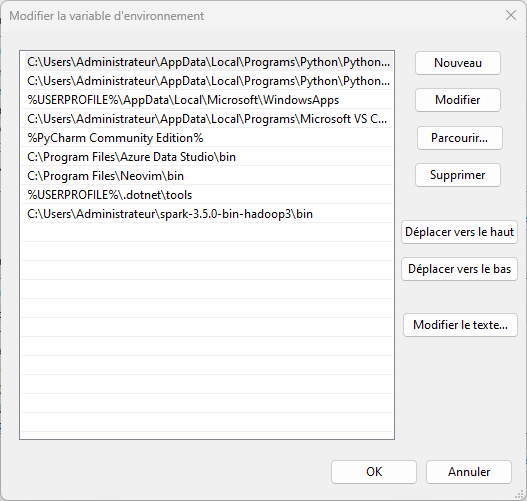 Modifier la variable d'environnement
C:\Users\Administrateur\AppData\Local\Programs\Python\Python...
Nouveau
C:\Users\Administrateur\AppData\Local\Programs\Python\Python...
%USERPROFILE%\AppData\Local\Microsoft\WindowsApps
Modifier
C:\Users\Administrateur\AppData\Local\Programs\Microsoft VS C...
%PyCharm Community Edition%
Parcourir...
C:\Program Files\Azure Data Studio\bin
C:\Program Files\Neovim\bin
Supprimer
%USERPROFILE%\.dotnet\tools
C:\Users\Administrateur\spark-3.5.0-bin-hadoop3\bin
Déplacer vers le haut
Déplacer vers le bas
Modifier le texte...
OK
Annuler